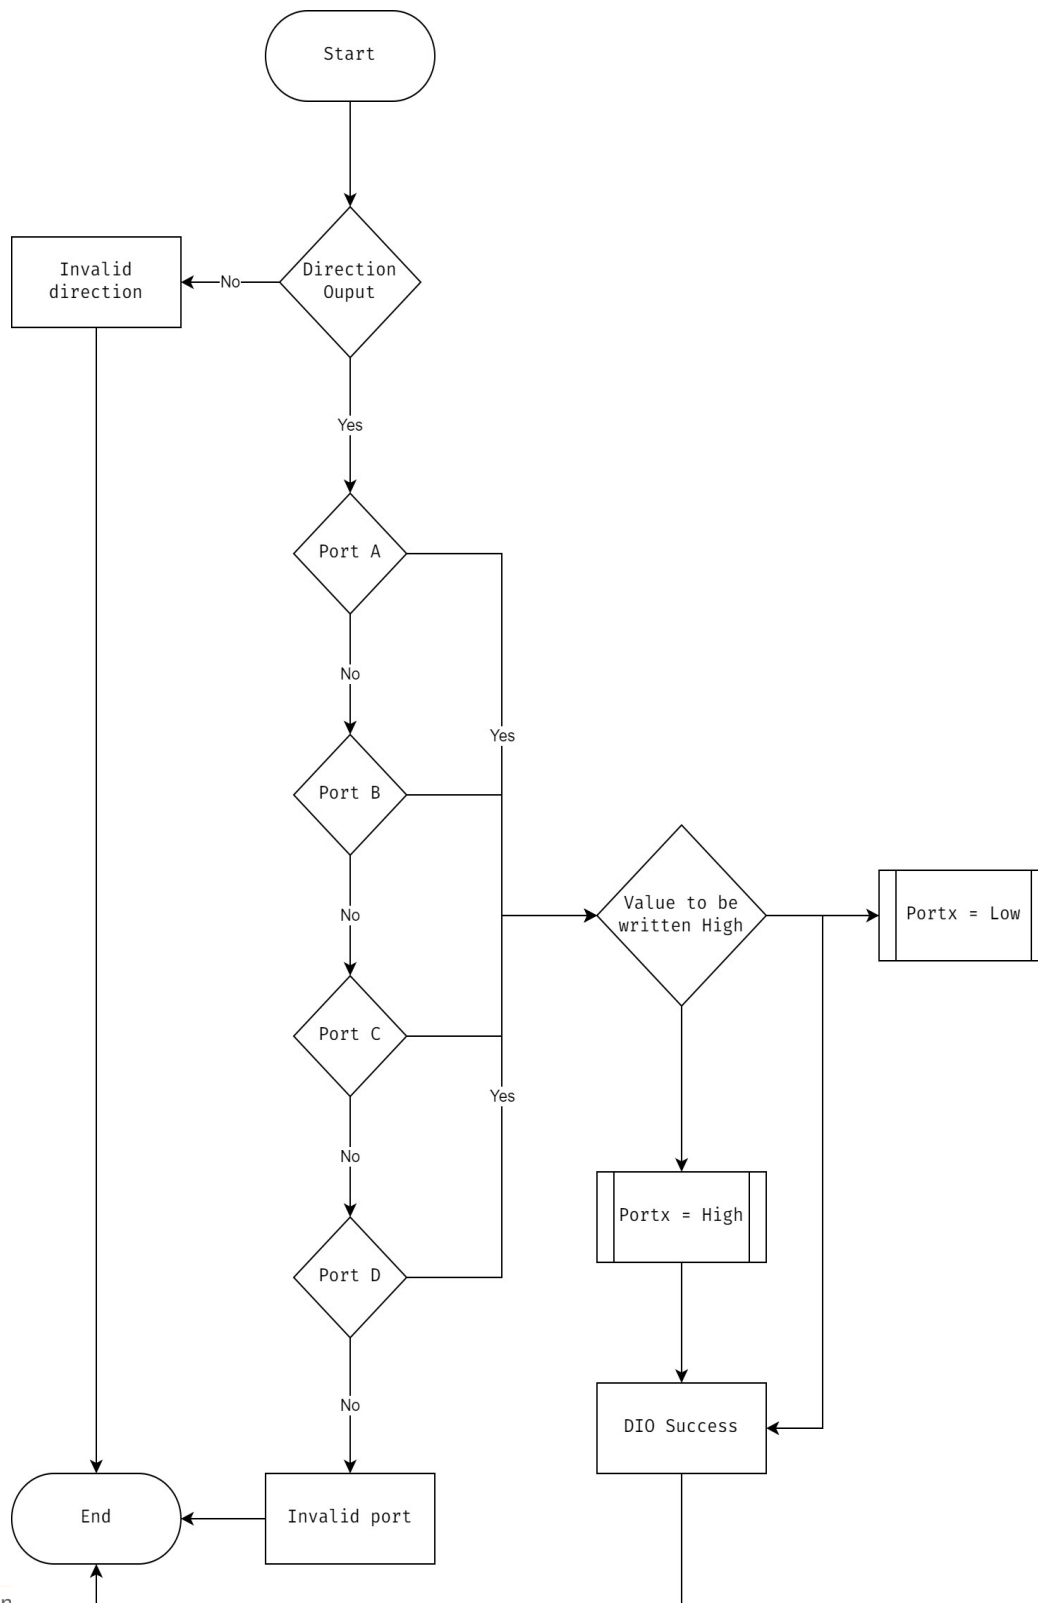 Start
Direction
Ouput
No
Invalid
direction
Yes
Port A
No
Yes
Port B
No
Value to be
written High
Portx = Low
Port C
Yes
No
Portx = High
Port D
No
DIO Success
End
Invalid port